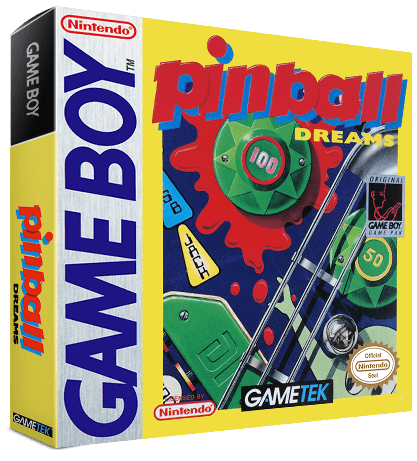 GAME BOY
pinball
DREAMS
GAMETEK
Nintendo
GAME BOY
TM
pinball
DREAMS
100
ORIGINAL
GAME BOY
GAME PAK
50
LICENSED BY
Nintendo
GAMETEK
Official
Nintendo
Seal